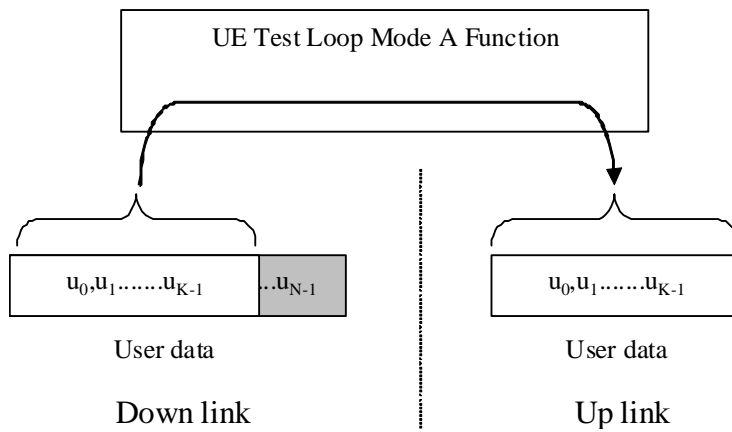 UE Test Loop Mode A Function
u0,u1.......uK-1 ...uN-1
u0,u1.......uK-1
User data
User data
Down link
Up link